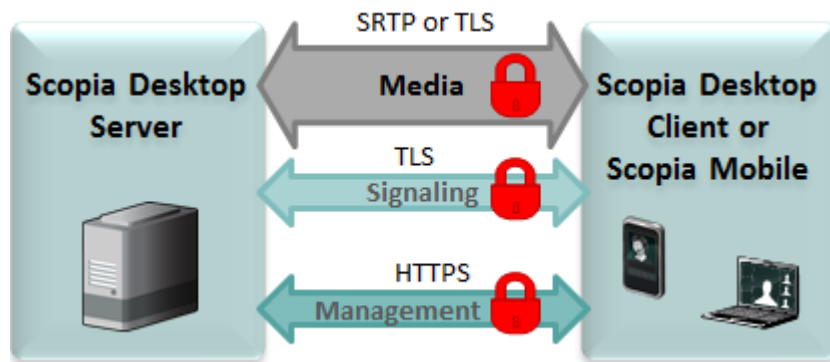 SRTP or TLS
Scopia Desktop
Server
Media
Scopia Desktop
Client or
Scopia Mobile
TLS
Signaling
HTTPS
Management